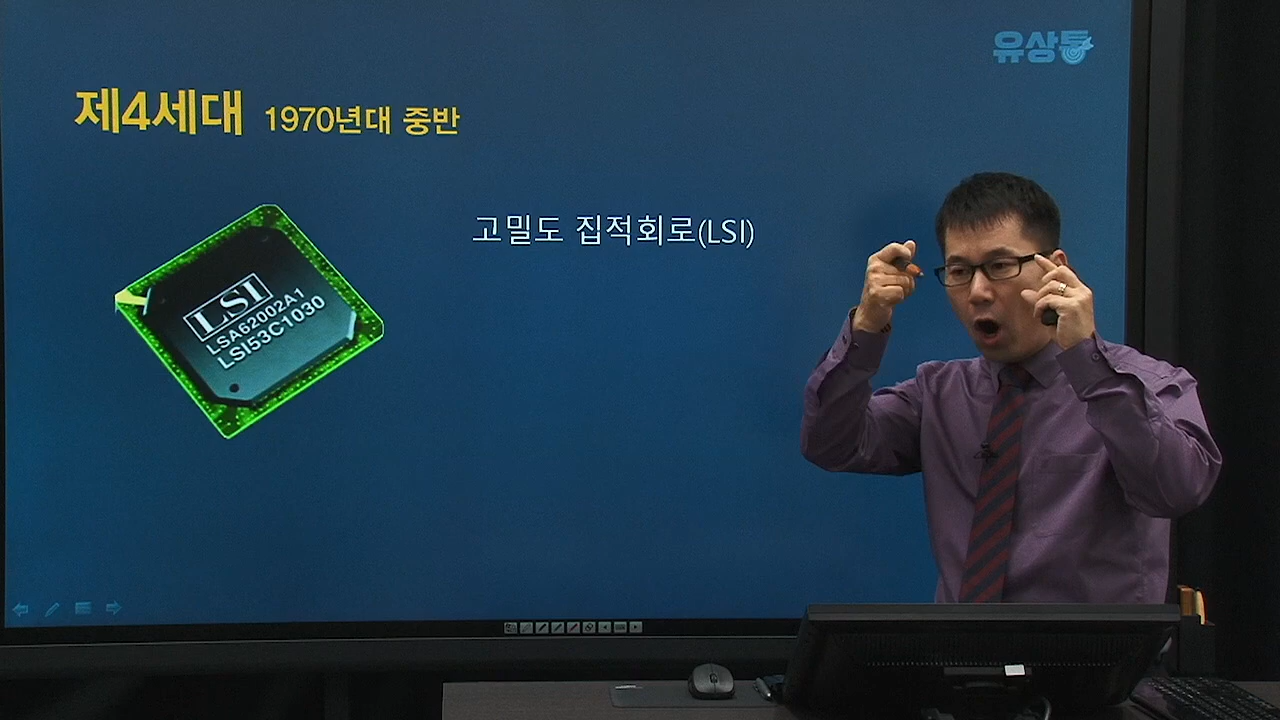 유상통
제4세대 1970년대 중반
고밀도 집적회로(LSI)
LSI
LSA62002A1
LSI53C1030